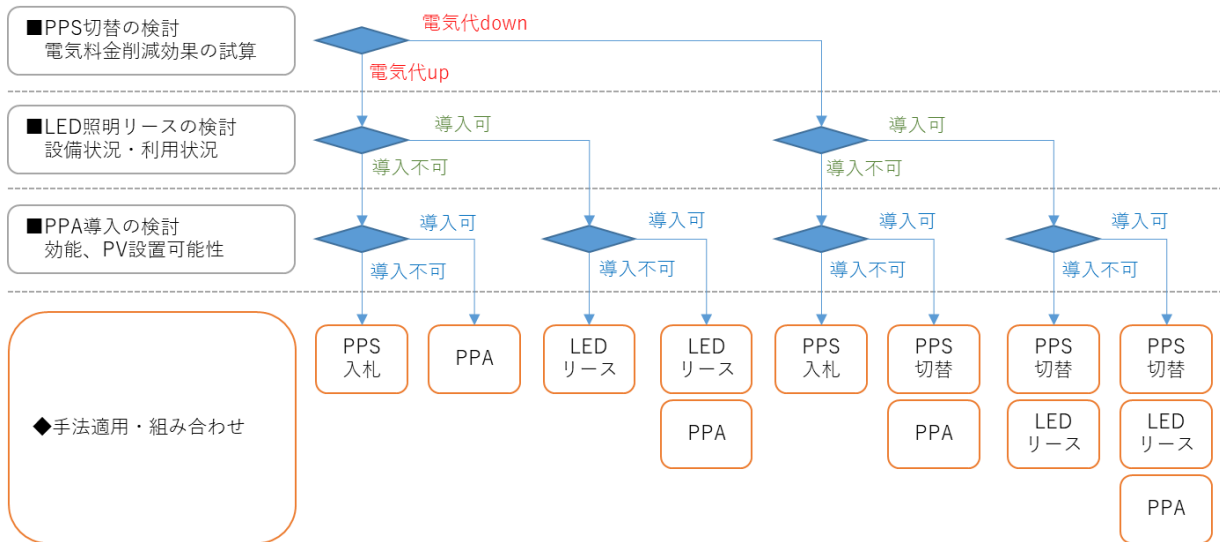 ■PPS切替の検討
電気料金削減効果の試算
電気代down
電気代up
■LED照明リースの検討
設備状況・利用状況
導入可
導入不可
導入可
導入不可
■PPA導入の検討
効能、PV設置可能性
導入可
導入不可
導入可
導入不可
導入可
導入不可
導入可
導入不可
◆手法適用・組み合わせ
PPS
入札
PPA
LED
リース
LED
リース
PPA
PPS
入札
PPS
切替
PPA
PPS
切替
LED
リース
PPS
切替
LED
リース
PPA